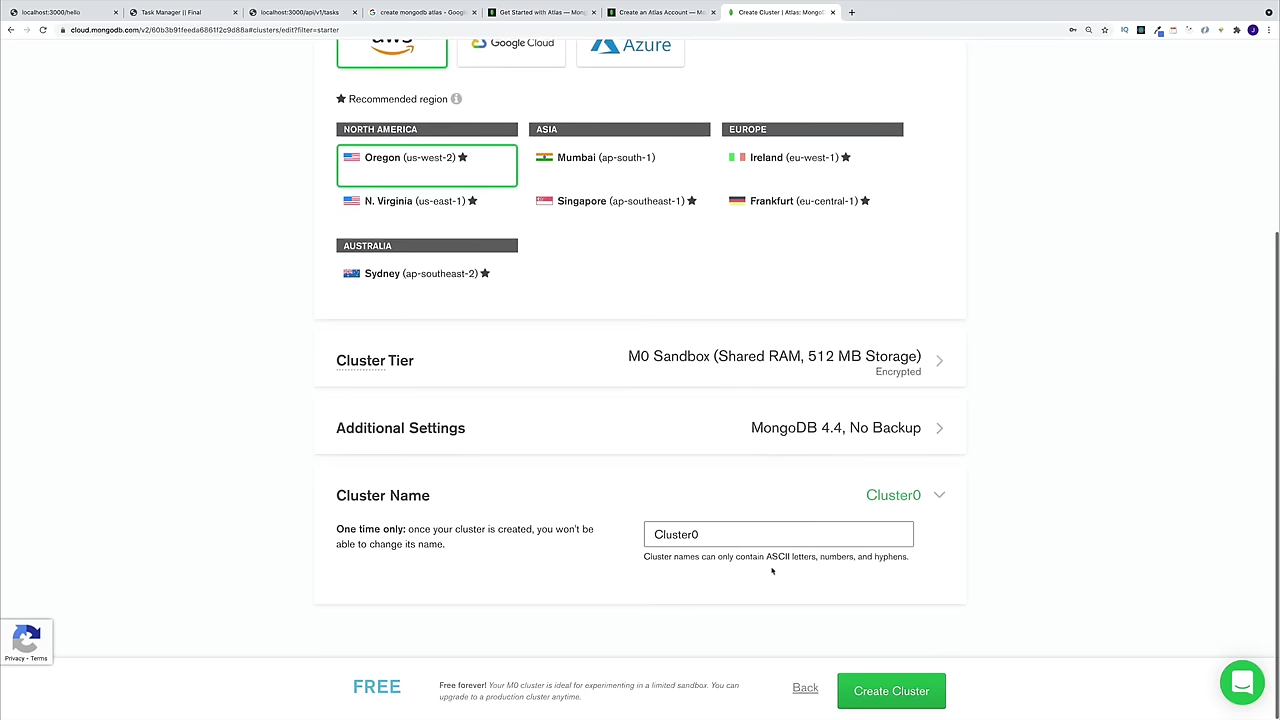 localhost:3000/hello
Task Manager || Final
localhost:3000/api/v1/tasks
create mongodb atlas - Googl
Get Started with Atlas — Mong
Create an Atlas Account — Mo
Create Cluster | Atlas: MongoD
cloud.mongodb.com/v2/60b3b91feeda6861f2c9d88a#clusters/edit?filter=starter
aws
Google Cloud
Azure
Recommended region
NORTH AMERICA
Oregon (us-west-2)
N. Virginia (us-east-1)
ASIA
Mumbai (ap-south-1)
Singapore (ap-southeast-1)
EUROPE
Ireland (eu-west-1)
Frankfurt (eu-central-1)
AUSTRALIA
Sydney (ap-southeast-2)
Cluster Tier
M0 Sandbox (Shared RAM, 512 MB Storage)
Encrypted
Additional Settings
MongoDB 4.4, No Backup
Cluster Name
Cluster0
One time only: once your cluster is created, you won't be
able to change its name.
Cluster0
Cluster names can only contain ASCII letters, numbers, and hyphens.
Privacy - Terms
FREE
Free forever! Your M0 cluster is ideal for experimenting in a limited sandbox. You can
upgrade to a production cluster anytime.
Back
Create Cluster